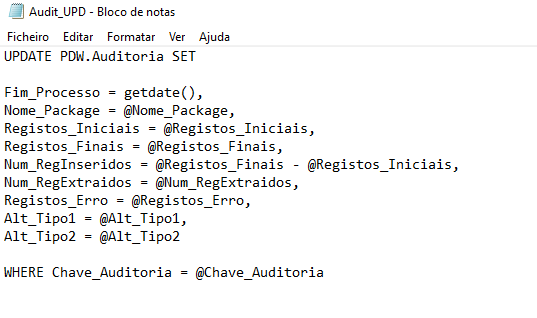 Audit_UPD - Bloco de notas
Ficheiro Editar Formatar Ver Ajuda
UPDATE PDW.Auditoria SET
Fim_Processo = getdate(),
Nome_Package = @Nome_Package,
Registos_Iniciais = @Registos_Iniciais,
Registos_Finais = @Registos_Finais,
Num_RegInseridos = @Registos_Finais - @Registos_Iniciais,
Num_RegExtraidos = @Num_RegExtraidos,
Registos_Erro = @Registos_Erro,
Alt_Tipo1 = @Alt_Tipo1,
Alt_Tipo2 = @Alt_Tipo2
WHERE Chave_Auditoria = @Chave_Auditoria